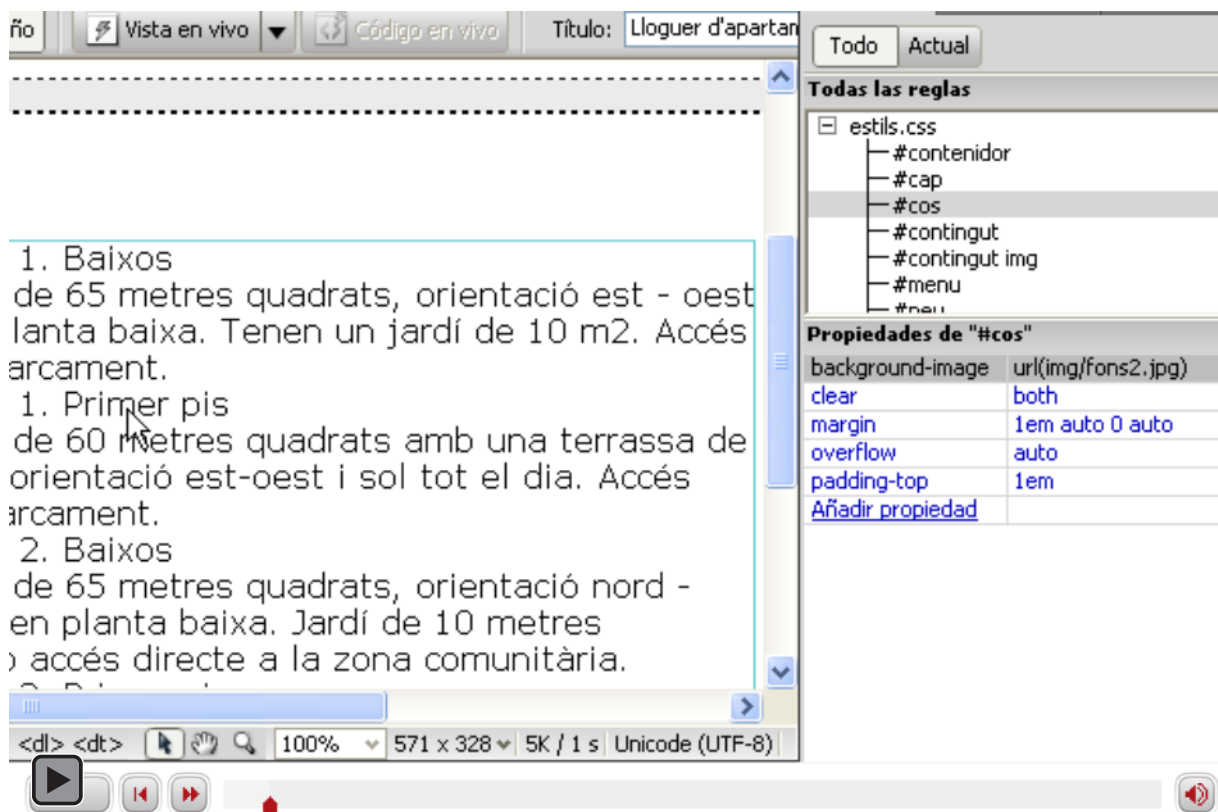 ño
Vista en vivo
Código en vivo
Título:
Lloguer d'apartan
Todo
Actual
Todas las reglas
estils.css
#contenidor
#cap
#cos
#contingut
#contingut img
#menu
#peu
Propiedades de "#cos"
background-image url(img/fons2.jpg)
clear both
margin 1em auto 0 auto
overflow auto
padding-top 1em
Añadir propiedad
1. Baixos
de 65 metres quadrats, orientació est - oest
lanta baixa. Tenen un jardí de 10 m2. Accés
arcament.
1. Primer pis
de 60 metres quadrats amb una terrassa de
orientació est-oest i sol tot el dia. Accés
arcament.
2. Baixos
de 65 metres quadrats, orientació nord -
en planta baixa. Jardí de 10 metres
accés directe a la zona comunitària.
<dl> <dt>
100%
571 x 328
5K / 1 s
Unicode (UTF-8)